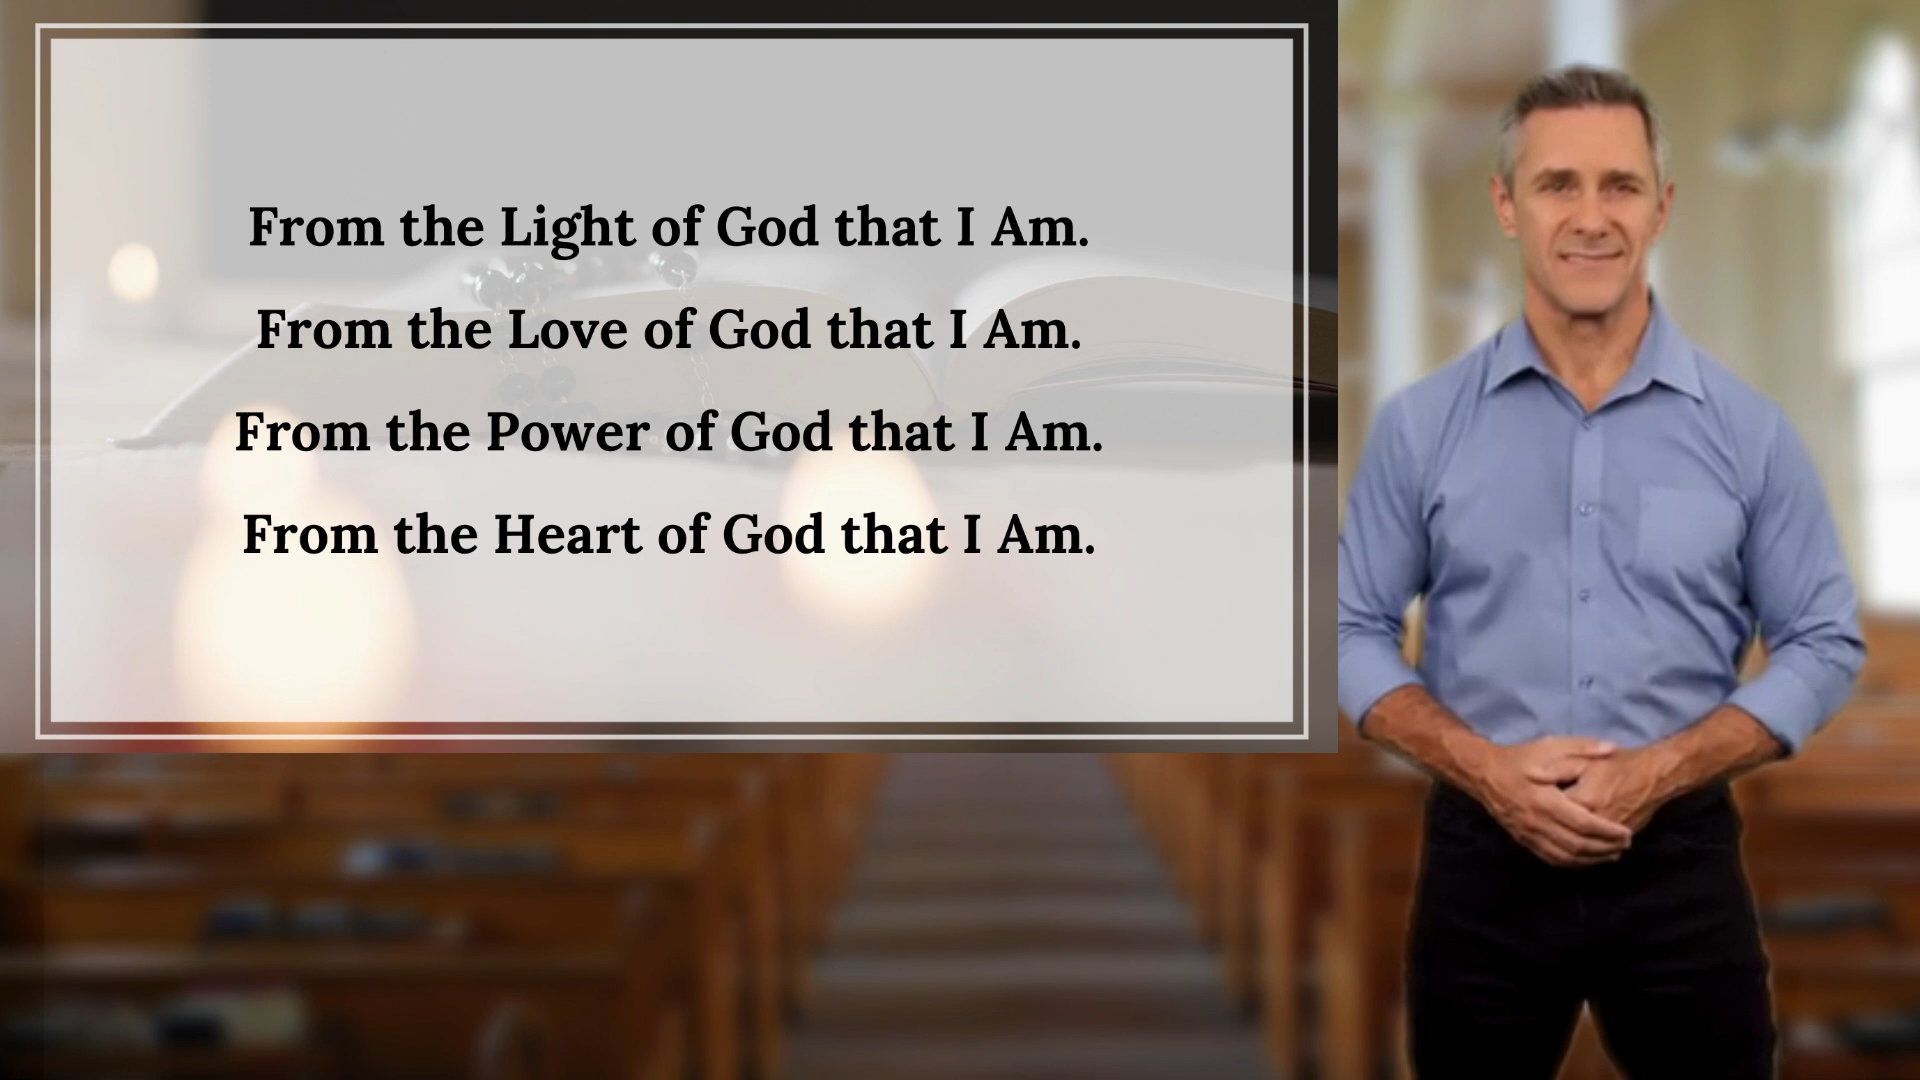 From the Light of God that I Am.
From the Love of God that I Am.
From the Power of God that I Am.
From the Heart of God that I Am.